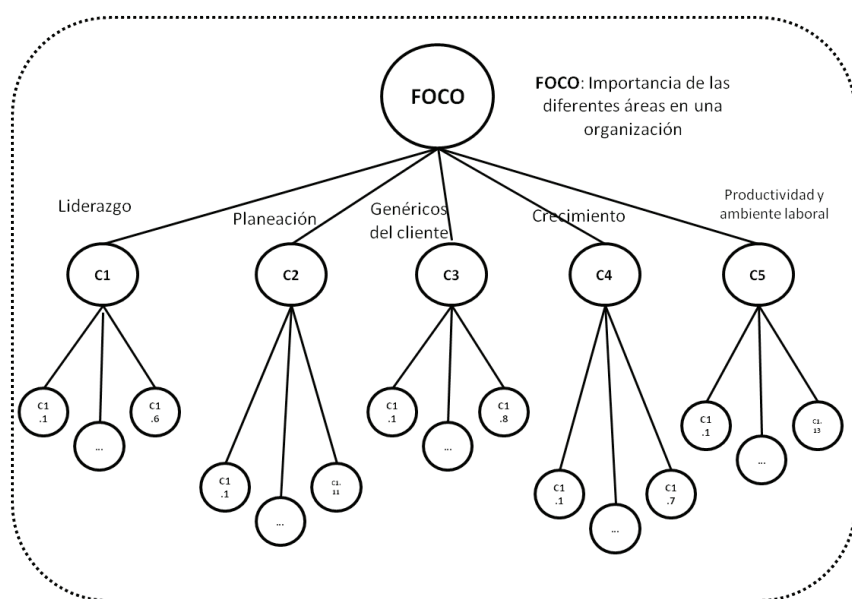 FOCO
FOCO: Importancia de las
diferentes áreas en una
organización
Liderazgo
Planeación
Genéricos
del cliente
Crecimiento
Productividad y
ambiente laboral
C1
C2
C3
C4
C5
C1
.1
...
C1
.6
C1
.1
...
C1.
11
C1
.1
...
C1
.8
C1
.1
...
C1
.7
C1
.1
...
C1.
13